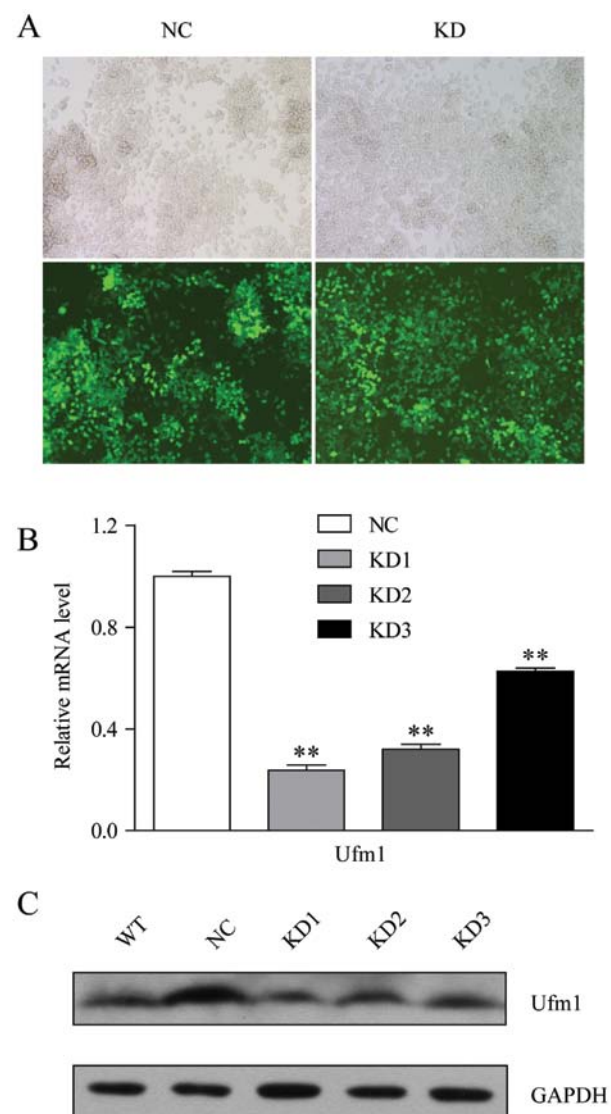 A
NC KD
B
1.2
0.8
0.4
0.0
Relative mRNA level
NC
KD1
KD2
KD3
**
**
**
Ufm1
C
WT NC KD1 KD2 KD3
Ufm1
GAPDH